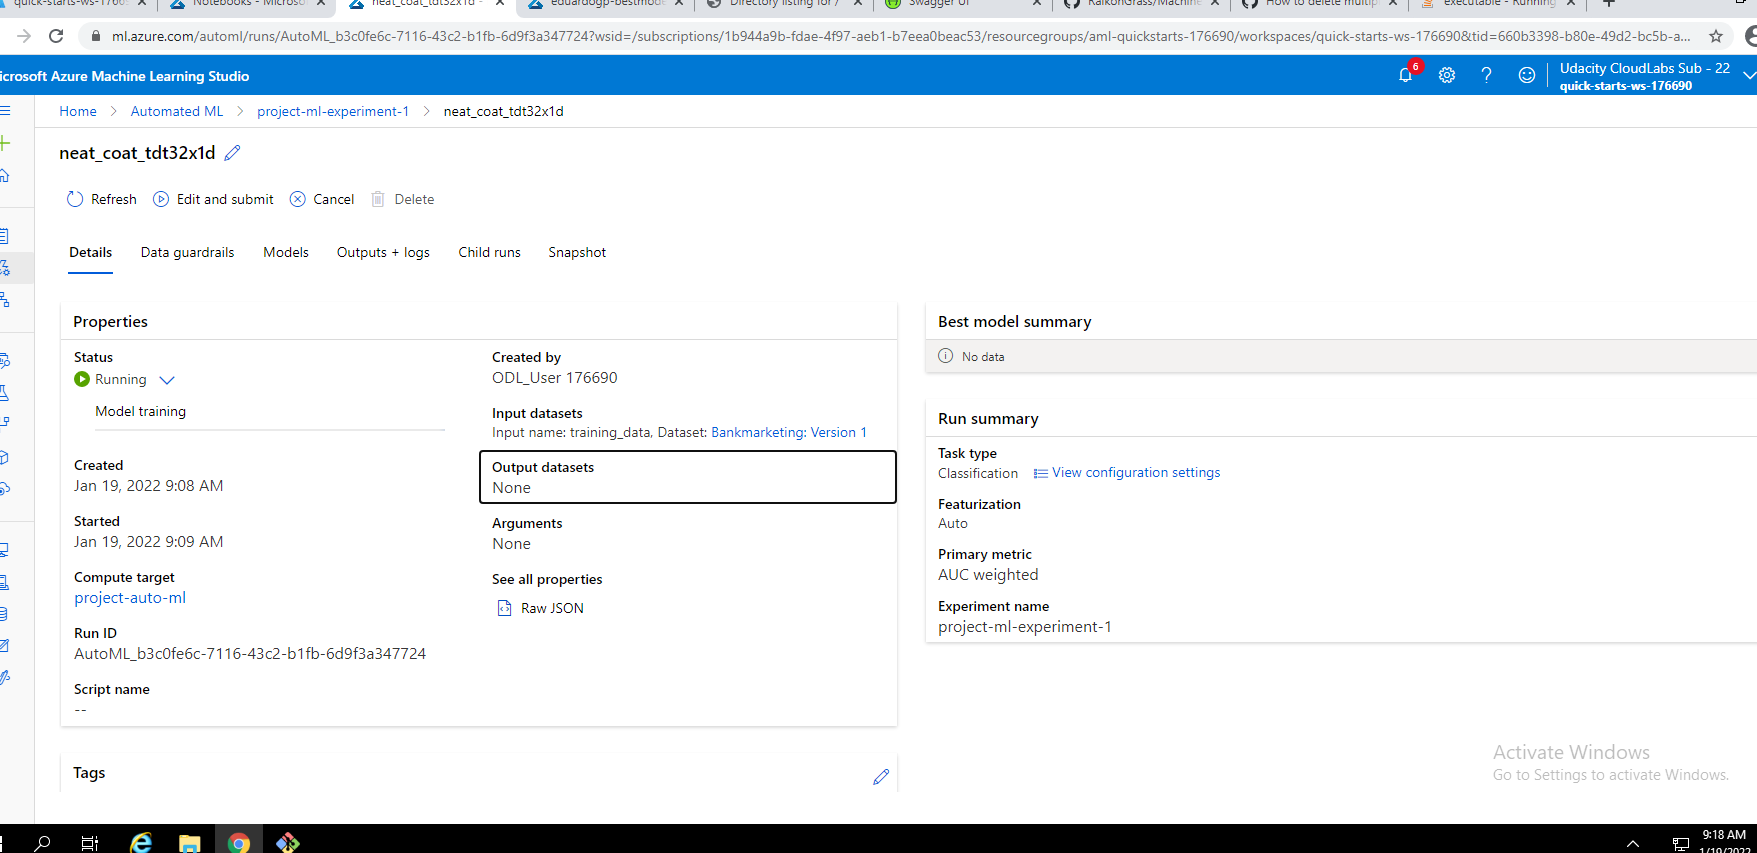 quick-starts-ws-1766
Notebooks - Microso
neat_coat_tdt32x1d -
eduardogp-bestmode
Directory listing for /
Swagger UI
RaikonGrass/Machine
How to delete multip
executable - Running
ml.azure.com/automl/runs/AutoML_b3c0fe6c-7116-43c2-b1fb-6d9f3a347724?wsid=/subscriptions/1b944a9b-fdae-4f97-aeb1-b7eea0beac53/resourcegroups/aml-quickstarts-176690/workspaces/quick-starts-ws-176690&tid=660b3398-b80e-49d2-bc5b-a...
icrosoft Azure Machine Learning Studio
6
Udacity CloudLabs Sub - 22
quick-starts-ws-176690
Home > Automated ML > project-ml-experiment-1 > neat_coat_tdt32x1d
neat_coat_tdt32x1d
Refresh Edit and submit Cancel Delete
Details Data guardrails Models Outputs + logs Child runs Snapshot
Properties
Status
Running
Model training
Created
Jan 19, 2022 9:08 AM
Started
Jan 19, 2022 9:09 AM
Compute target
project-auto-ml
Run ID
AutoML_b3c0fe6c-7116-43c2-b1fb-6d9f3a347724
Script name
--
Created by
ODL_User 176690
Input datasets
Input name: training_data, Dataset: Bankmarketing: Version 1
Output datasets
None
Arguments
None
See all properties
Raw JSON
Best model summary
No data
Run summary
Task type
Classification View configuration settings
Featurization
Auto
Primary metric
AUC weighted
Experiment name
project-ml-experiment-1
Tags
Activate Windows
Go to Settings to activate Windows.
9:18 AM
1/19/2022